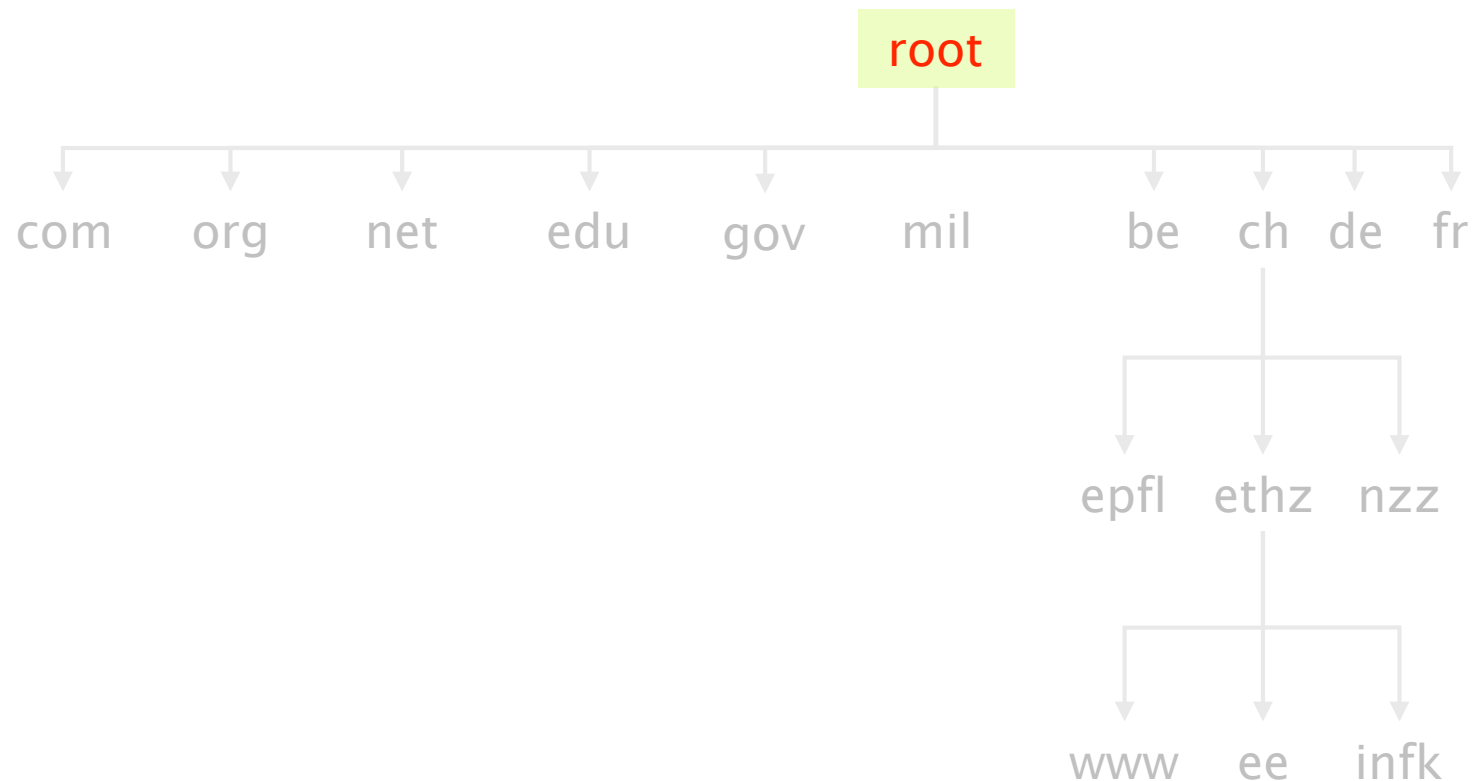 root
com org net edu gov mil be ch de fr
epfl ethz nzz
www ee infk